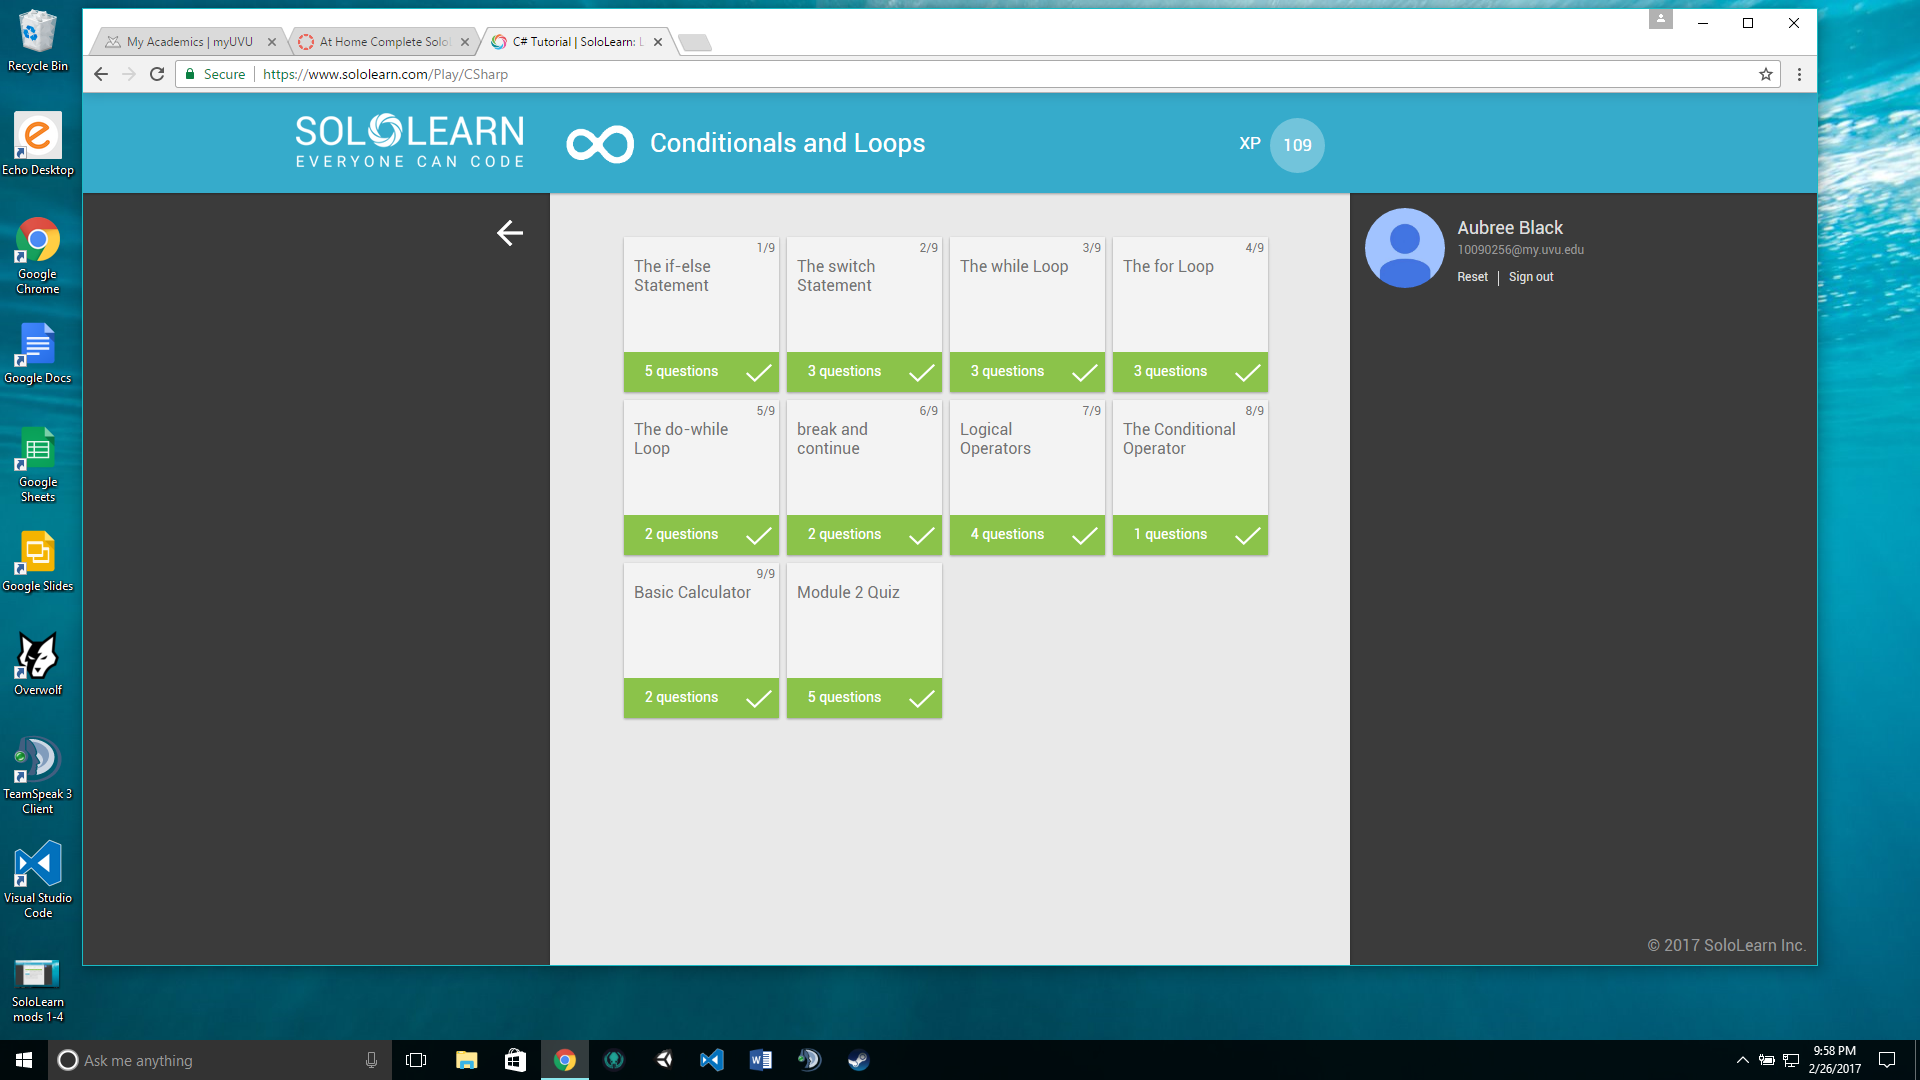 Recycle Bin
Echo Desktop
Google
Chrome
Google Docs
Google
Sheets
Google Slides
Overwolf
TeamSpeak 3
Client
Visual Studio
Code
SoloLearn
mods 1-4
My Academics | myUVU
At Home Complete Solol
C# Tutorial | SoloLearn: L
Secure
https://www.sololearn.com/Play/CSharp
SOLOLEARN
EVERYONE CAN CODE
Conditionals and Loops
XP 109
Aubree Black
10090256@my.uvu.edu
Reset | Sign out
1/9
The if-else
Statement
5 questions
2/9
The switch
Statement
3 questions
3/9
The while Loop
3 questions
4/9
The for Loop
3 questions
5/9
The do-while
Loop
2 questions
6/9
break and
continue
2 questions
7/9
Logical
Operators
4 questions
8/9
The Conditional
Operator
1 questions
9/9
Basic Calculator
2 questions
Module 2 Quiz
5 questions
© 2017 SoloLearn Inc.
Ask me anything
9:58 PM
2/26/2017